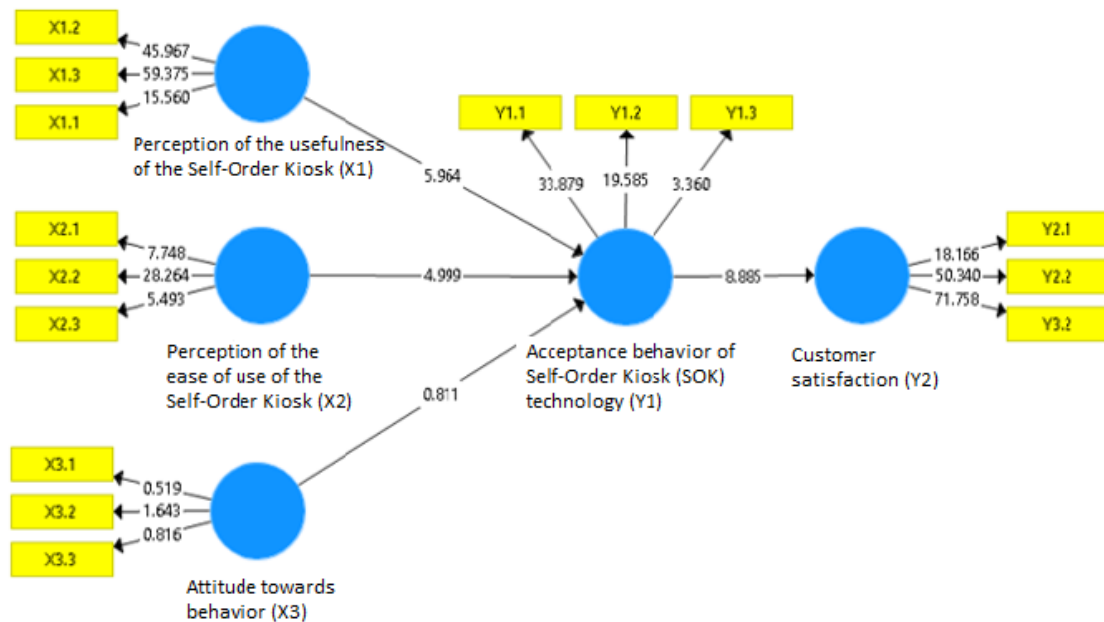 X1.2
45.967
X1.3
59.375
X1.1
15.560
Perception of the usefulness
of the Self-Order Kiosk (X1)
5.964
Y1.1
Y1.2
Y1.3
33.879
19.585
3.360
X2.1
7.748
X2.2
28.264
X2.3
5.493
Perception of the
ease of use of the
Self-Order Kiosk (X2)
4.999
Acceptance behavior of
Self-Order Kiosk (SOK)
technology (Y1)
8.885
Customer
satisfaction (Y2)
Y2.1
18.166
Y2.2
50.340
Y3.2
71.758
0.811
X3.1
0.519
X3.2
1.643
X3.3
0.816
Attitude towards
behavior (X3)